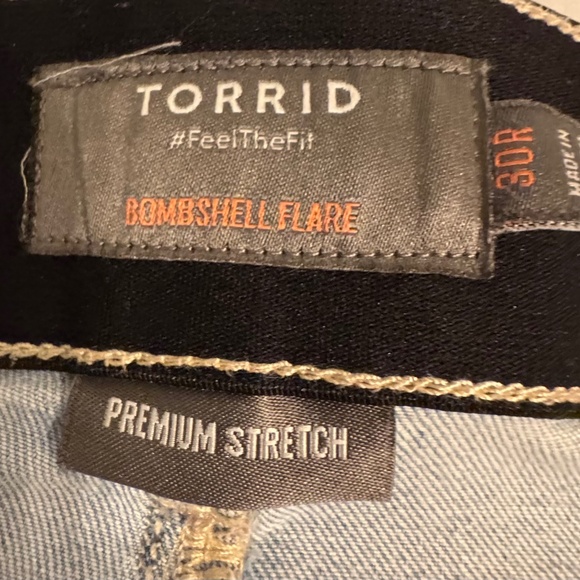 TORRID
#FeelTheFit
BOMBSHELL FLARE
30R
MADE IN
PREMIUM STRETCH